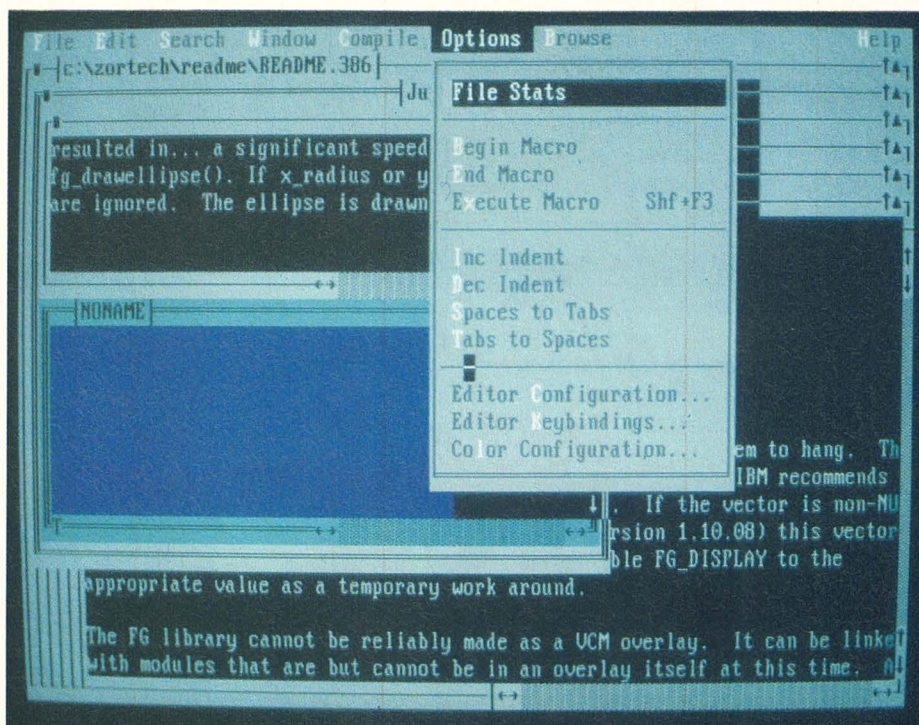 File Edit Search Window Compile Options Browse Help
c:\zortech\readme\README.386
Ju
File Stats
resulted in... a significant speed
fg_drawellipse(). If x_radius or y
are ignored. The ellipse is drawn
Begin Macro
End Macro
Execute Macro Shf+F3
Inc Indent
Dec Indent
Spaces to Tabs
Tabs to Spaces
Editor Configuration...
Editor Keybindings...
Color Configuration...
NONAME
em to hang. Th
IBM recommends
. If the vector is non-NU
rsion 1.10.08) this vector
ble FG_DISPLAY to the
appropriate value as a temporary work around.
The FG library cannot be reliably made as a VCM overlay. It can be linke
with modules that are but cannot be in an overlay itself at this time. A